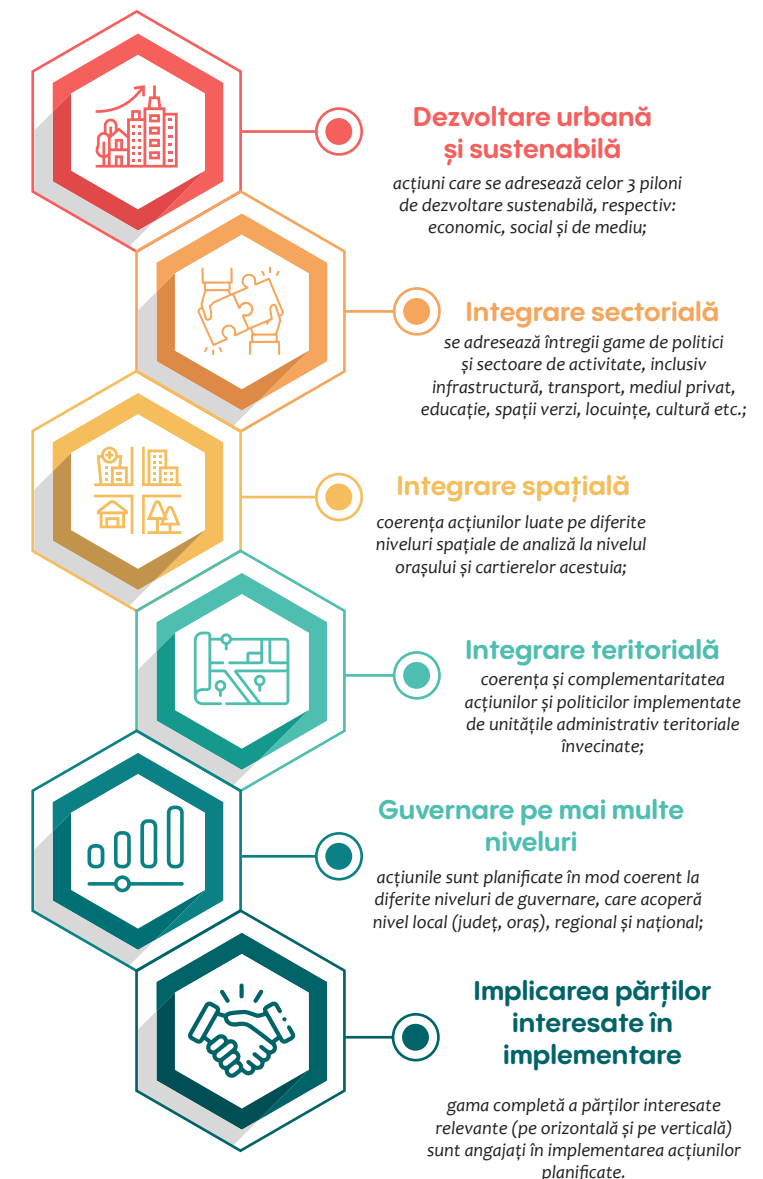 Dezvoltare urbană
și sustenabilă
acțiuni care se adresează celor 3 piloni
de dezvoltare sustenabilă, respectiv:
economic, social și de mediu;
Integrare sectorială
se adresează întregii game de politici
și sectoare de activitate, inclusiv
infrastructură, transport, mediul privat,
educație, spații verzi, locuințe, cultură etc.;
Integrare spațială
coerența acțiunilor luate pe diferite
niveluri spațiale de analiză la nivelul
orașului și cartierelor acestuia;
Integrare teritorială
coerența și complementaritatea
acțiunilor și politicilor implementate
de unitățile administrativ teritoriale
învecinate;
Guvernare pe mai multe
niveluri
acțiunile sunt planificate în mod coerent la
diferite niveluri de guvernare, care acoperă
nivel local (județ, oraș), regional și național;
Implicarea părților
interesate în
implementare
gama completă a părților interesate
relevante (pe orizontală și pe verticală)
sunt angajați în implementarea acțiunilor
planificate.